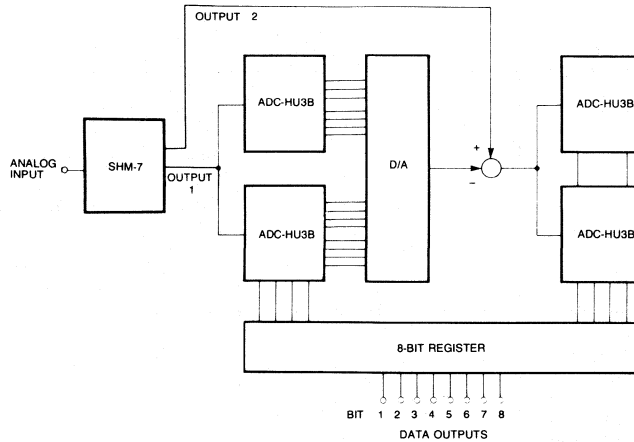 OUTPUT 2
ADC-HU3B
ADC-HU3B
ANALOG
INPUT
SHM-7
OUTPUT
1
D/A
+
−
ADC-HU3B
ADC-HU3B
8-BIT REGISTER
BIT 1 2 3 4 5 6 7 8
DATA OUTPUTS